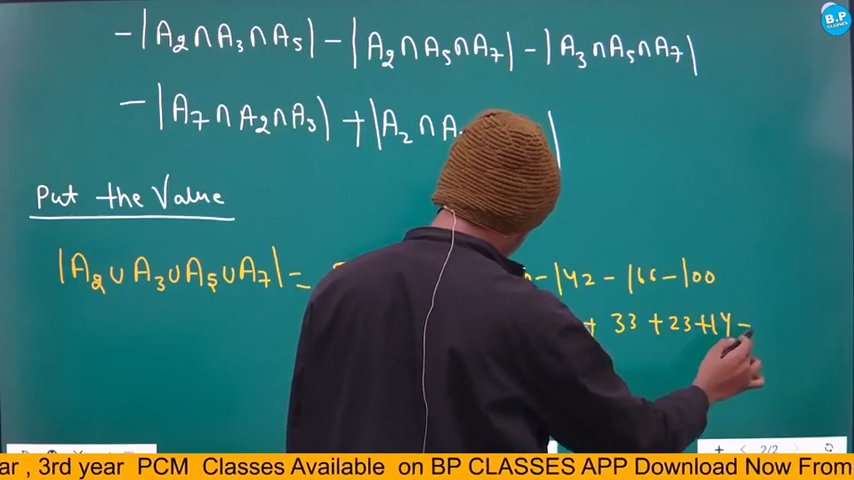 B.P
CLASSES
-|A₂∩A₃∩A₅| -|A₂∩A₅∩A₇| -|A₃∩A₅∩A₇|
-|A₇∩A₂∩A₃| +|A₂∩A |
Put the Value
|A₂∪A₃∪A₅∪A₇| = -142 -166 -100
+ 33 +23 +14 -
2/2
ar , 3rd year PCM Classes Available on BP CLASSES APP Download Now From